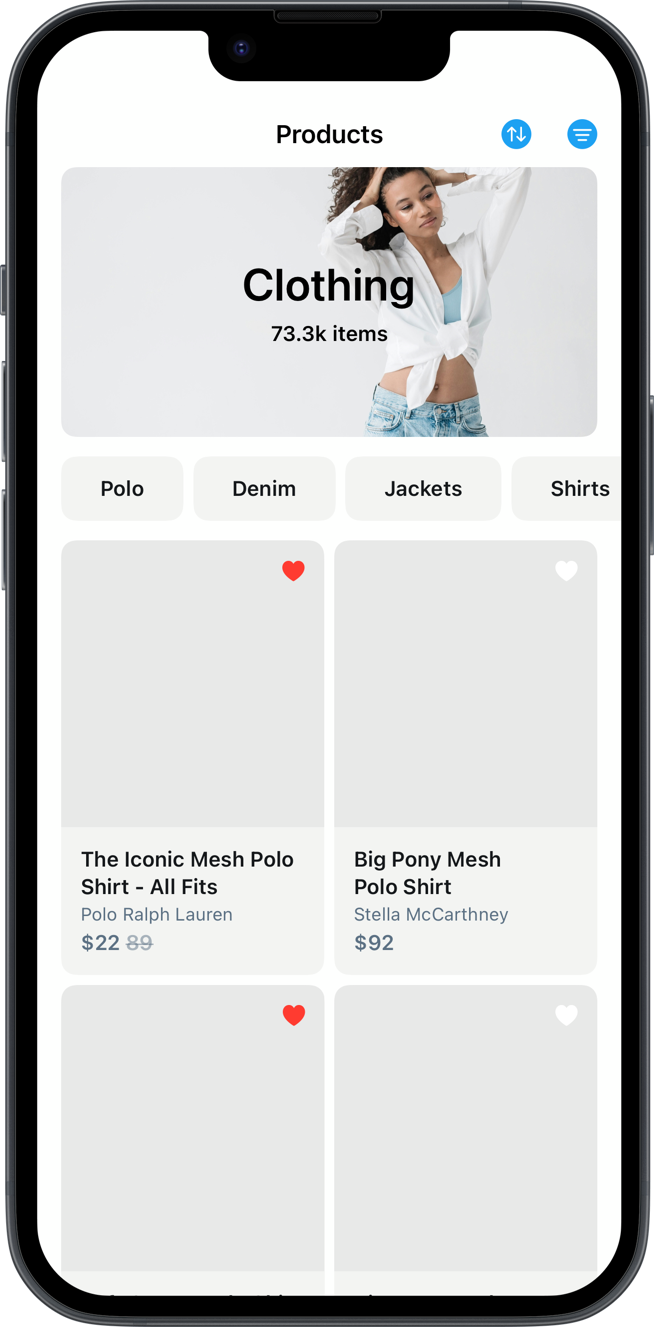 Products
Clothing
73.3k items
Polo
Denim
Jackets
Shirts
The Iconic Mesh Polo
Shirt - All Fits
Polo Ralph Lauren
$22 89
Big Pony Mesh
Polo Shirt
Stella McCarthney
$92